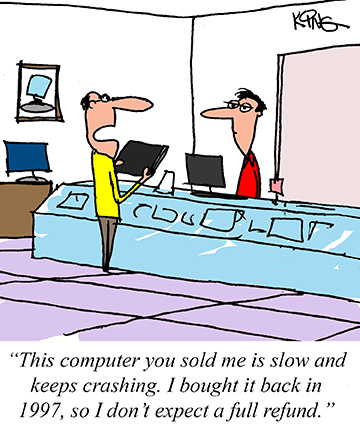 “This computer you sold me is slow and
keeps crashing. I bought it back in
1997, so I don’t expect a full refund.”